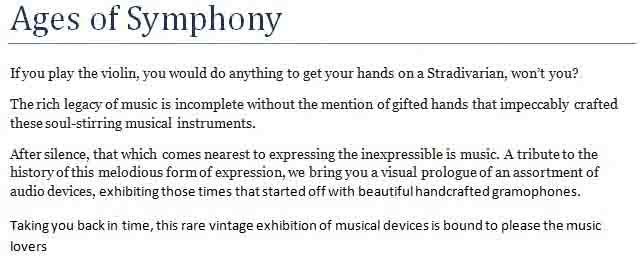 Ages of Symphony
If you play the violin, you would do anything to get your hands on a Stradivarian, won't you?
The rich legacy of music is incomplete without the mention of gifted hands that impeccably crafted
these soul-stirring musical instruments.
After silence, that which comes nearest to expressing the inexpressible is music. A tribute to the
history of this melodious form of expression, we bring you a visual prologue of an assortment of
audio devices, exhibiting those times that started off with beautiful handcrafted gramophones.
Taking you back in time, this rare vintage exhibition of musical devices is bound to please the music
lovers